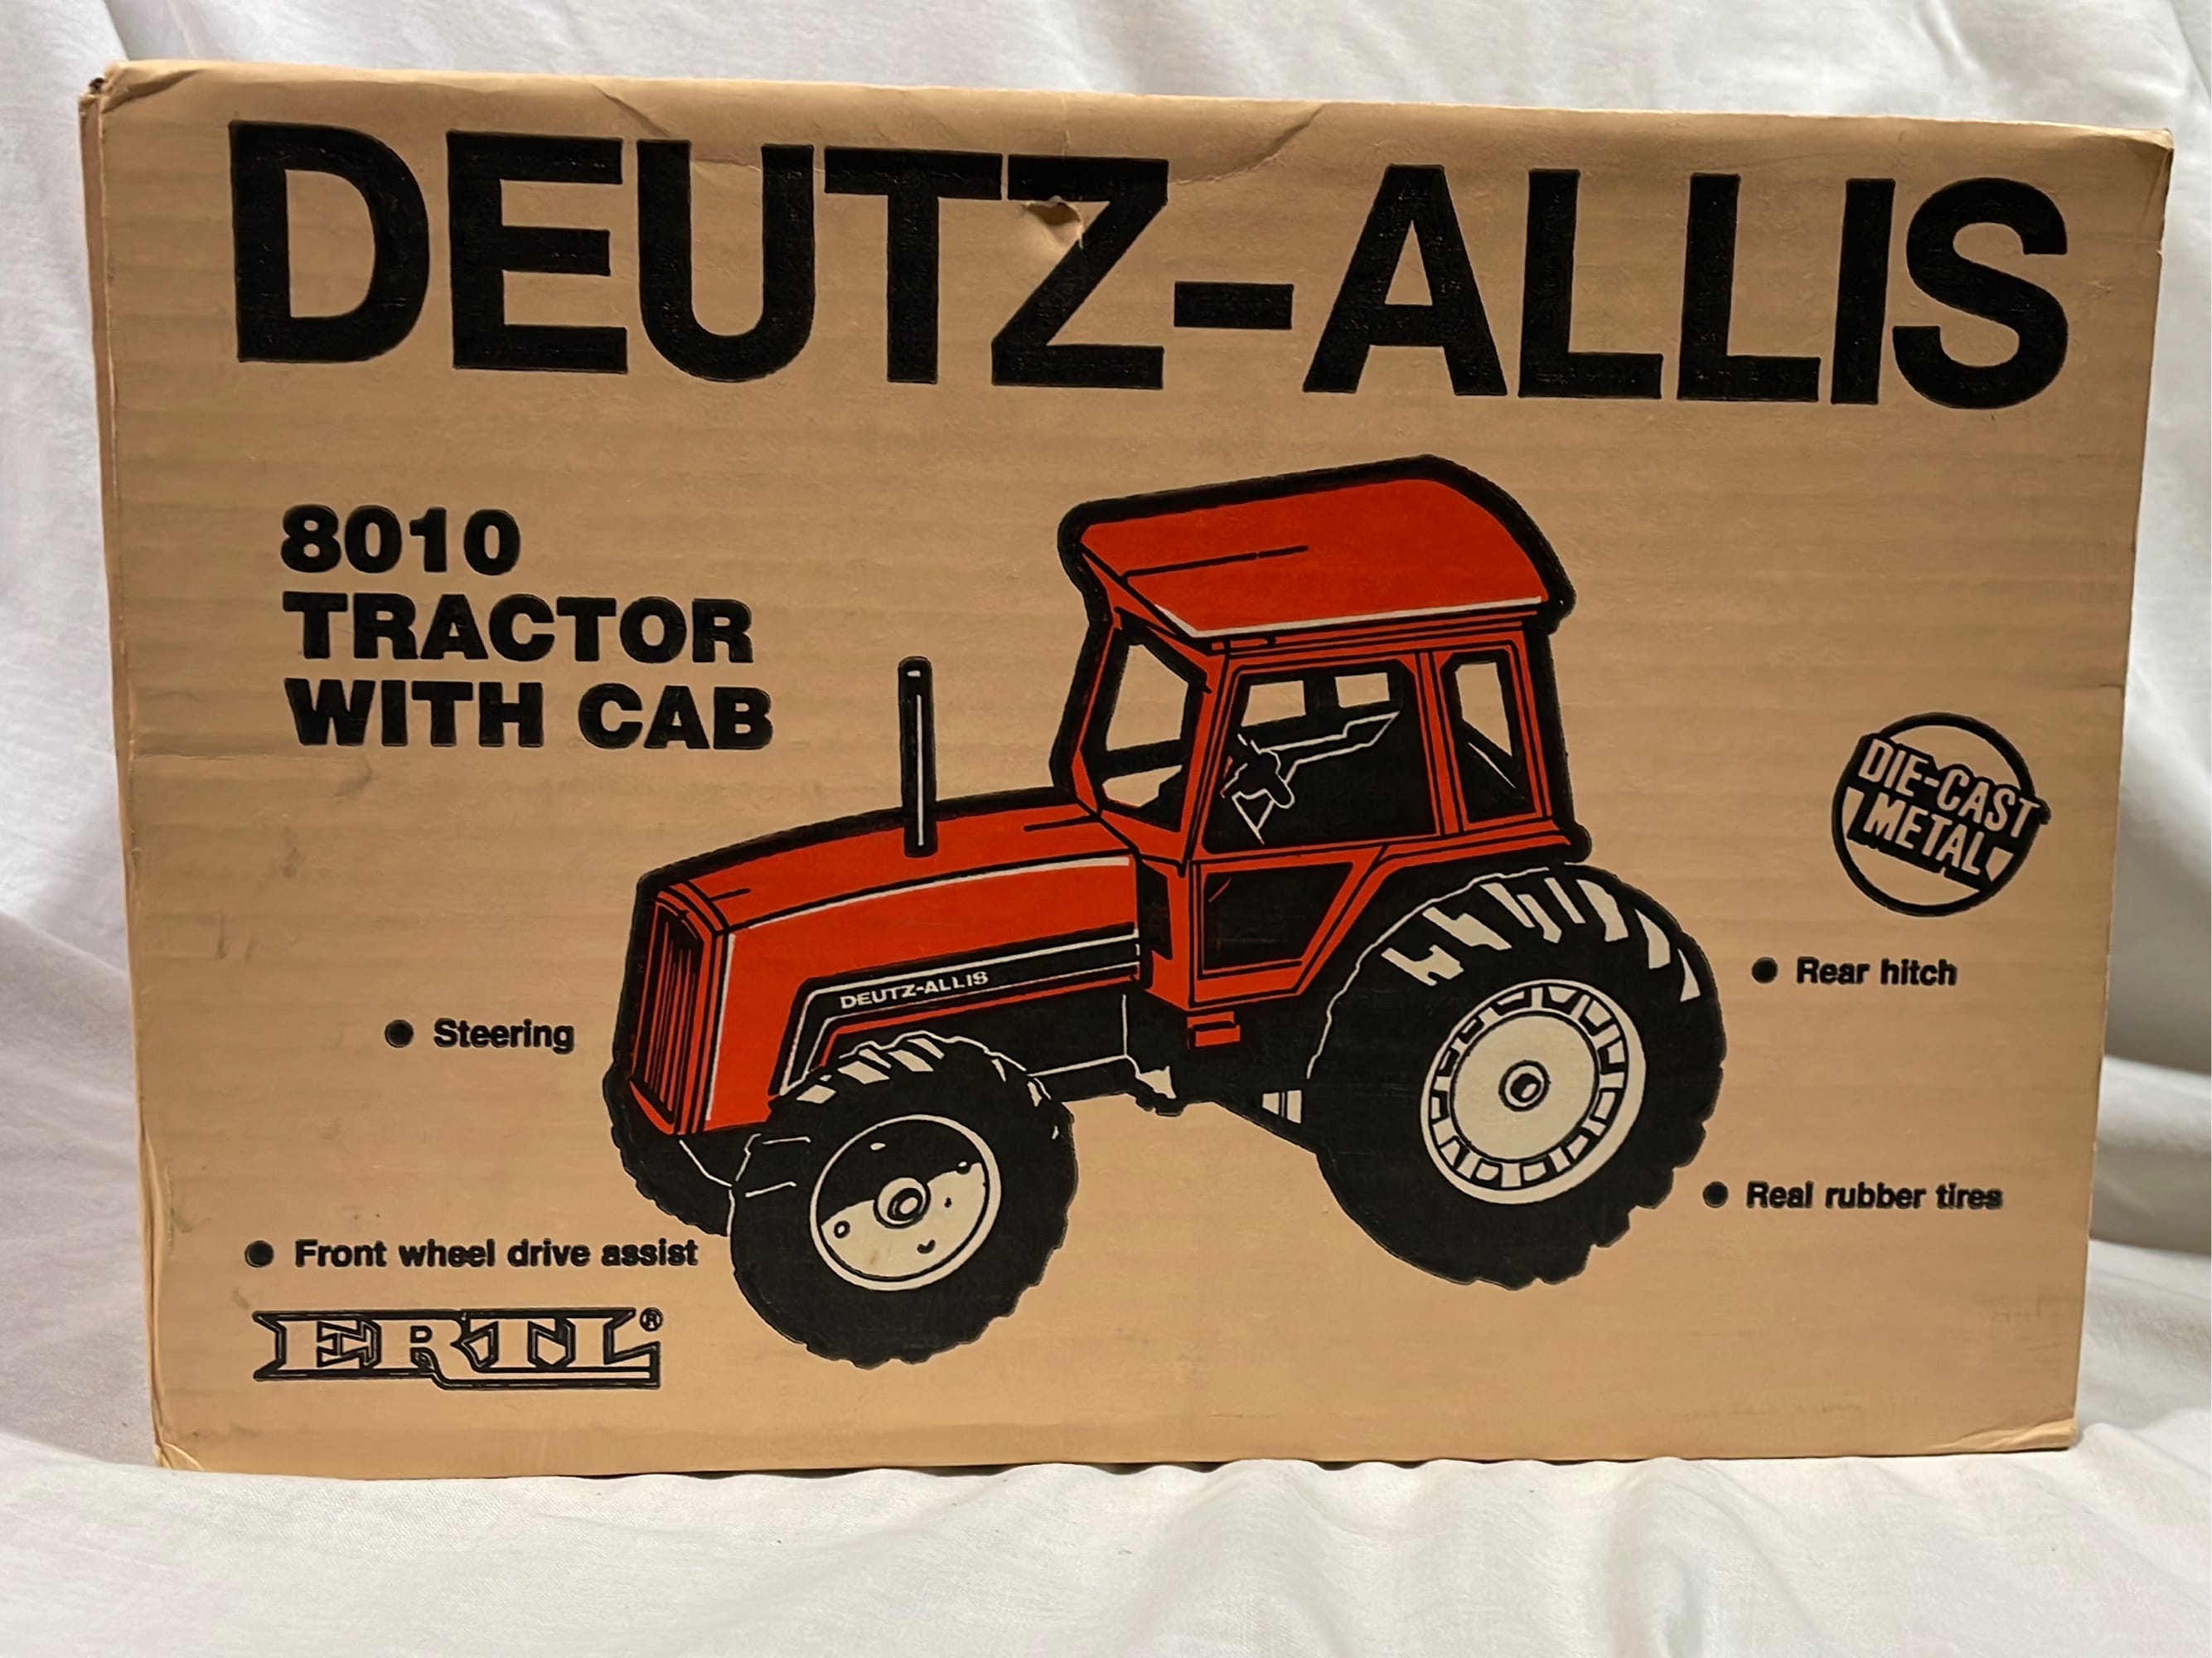 DEUTZ-ALLIS
8010
TRACTOR
WITH CAB
DIE-CAST
METAL
DEUTZ-ALLIS
● Rear hitch
● Steering
● Real rubber tires
● Front wheel drive assist
ERTL®